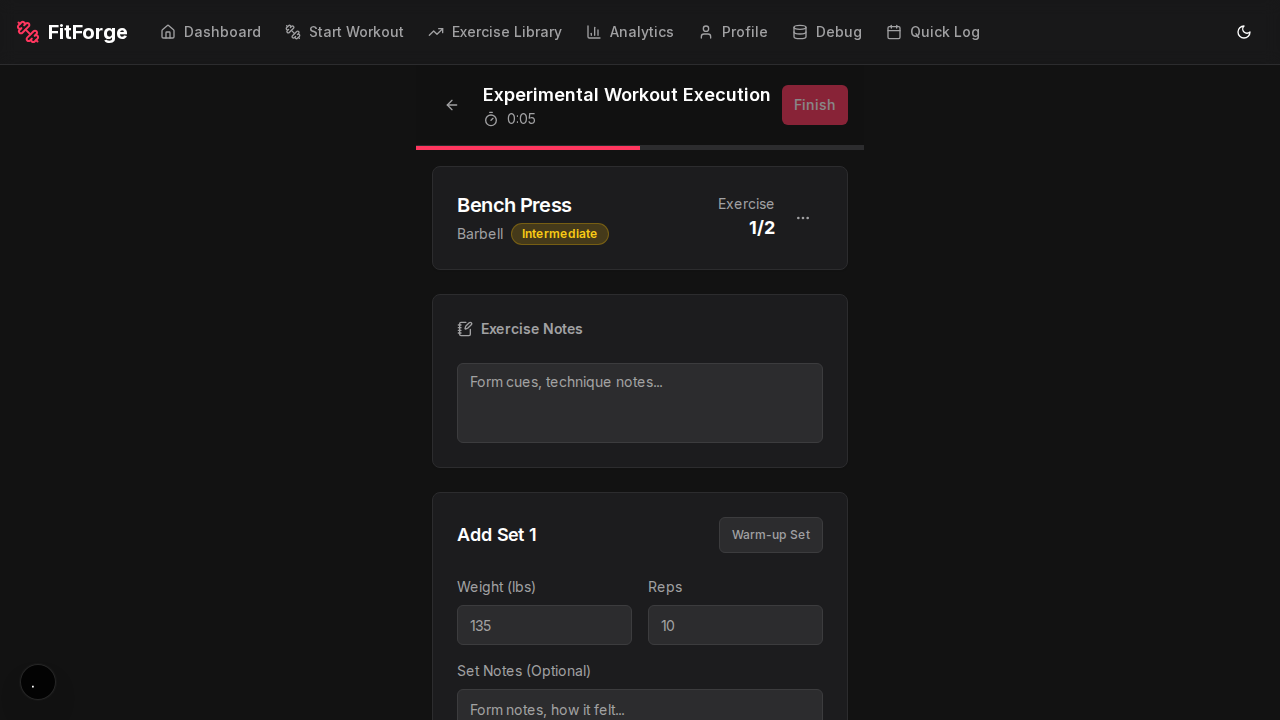 FitForge Dashboard Start Workout Exercise Library Analytics Profile Debug Quick Log
Experimental Workout Execution
0:05
Finish
Bench Press
Barbell Intermediate
Exercise
1/2
Exercise Notes
Form cues, technique notes...
Add Set 1
Warm-up Set
Weight (lbs) Reps
135 10
Set Notes (Optional)
Form notes, how it felt...